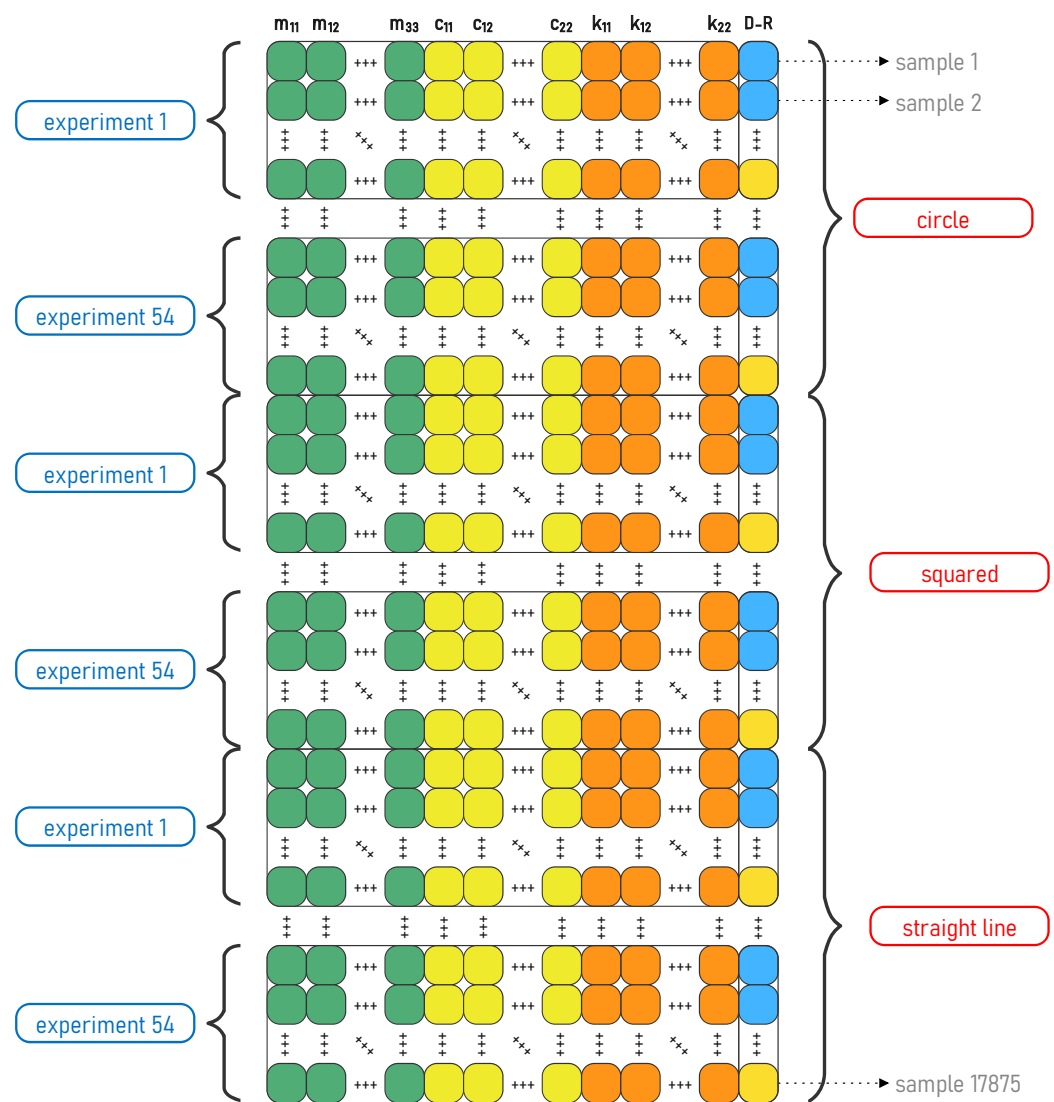 m₁₁ m₁₂ m₃₃ c₁₁ c₁₂ c₂₂ k₁₁ k₁₂ k₂₂ D-R
sample 1
sample 2
experiment 1
circle
experiment 54
experiment 1
squared
experiment 54
experiment 1
straight line
experiment 54
sample 17875